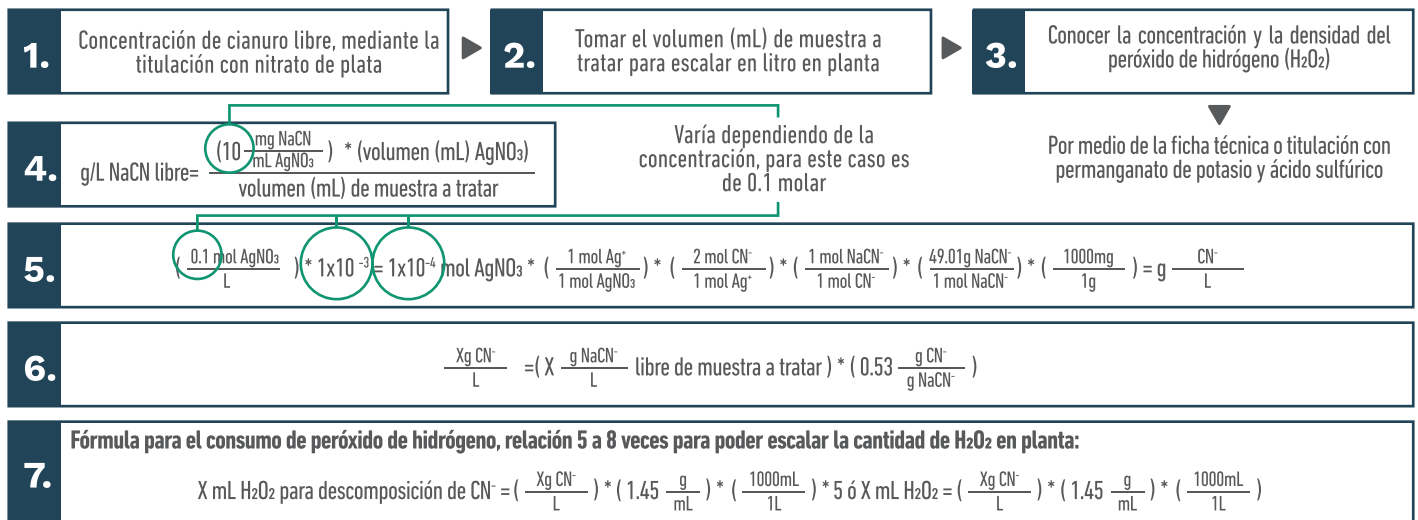 1.
Concentración de cianuro libre, mediante la
titulación con nitrato de plata
2.
Tomar el volumen (mL) de muestra a
tratar para escalar en litro en planta
3.
Conocer la concentración y la densidad del
peróxido de hidrógeno (H₂O₂)
Por medio de la ficha técnica o titulación con
permanganato de potasio y ácido sulfúrico
Varía dependiendo de la
concentración, para este caso es
de 0.1 molar
4.
g/L NaCN libre= (10 mg NaCN / mL AgNO₃ ) * (volumen (mL) AgNO₃) / volumen (mL) de muestra a tratar
5.
( 0.1 mol AgNO₃ / L ) * 1x10 ⁻³ = 1x10⁻⁴ mol AgNO₃ * ( 1 mol Ag⁺ / 1 mol AgNO₃ ) * ( 2 mol CN⁻ / 1 mol Ag⁺ ) * ( 1 mol NaCN⁻ / 1 mol CN⁻ ) * ( 49.01g NaCN⁻ / 1 mol NaCN⁻ ) * ( 1000mg / 1g ) = g CN⁻ / L
6.
Xg CN⁻ / L =( X g NaCN⁻ / L libre de muestra a tratar ) * ( 0.53 g CN⁻ / g NaCN⁻ )
7.
Fórmula para el consumo de peróxido de hidrógeno, relación 5 a 8 veces para poder escalar la cantidad de H₂O₂ en planta:
X mL H₂O₂ para descomposición de CN⁻ = ( Xg CN⁻ / L ) * ( 1.45 g / mL ) * ( 1000mL / 1L ) * 5 ó X mL H₂O₂ = ( Xg CN⁻ / L ) * ( 1.45 g / mL ) * ( 1000mL / 1L )